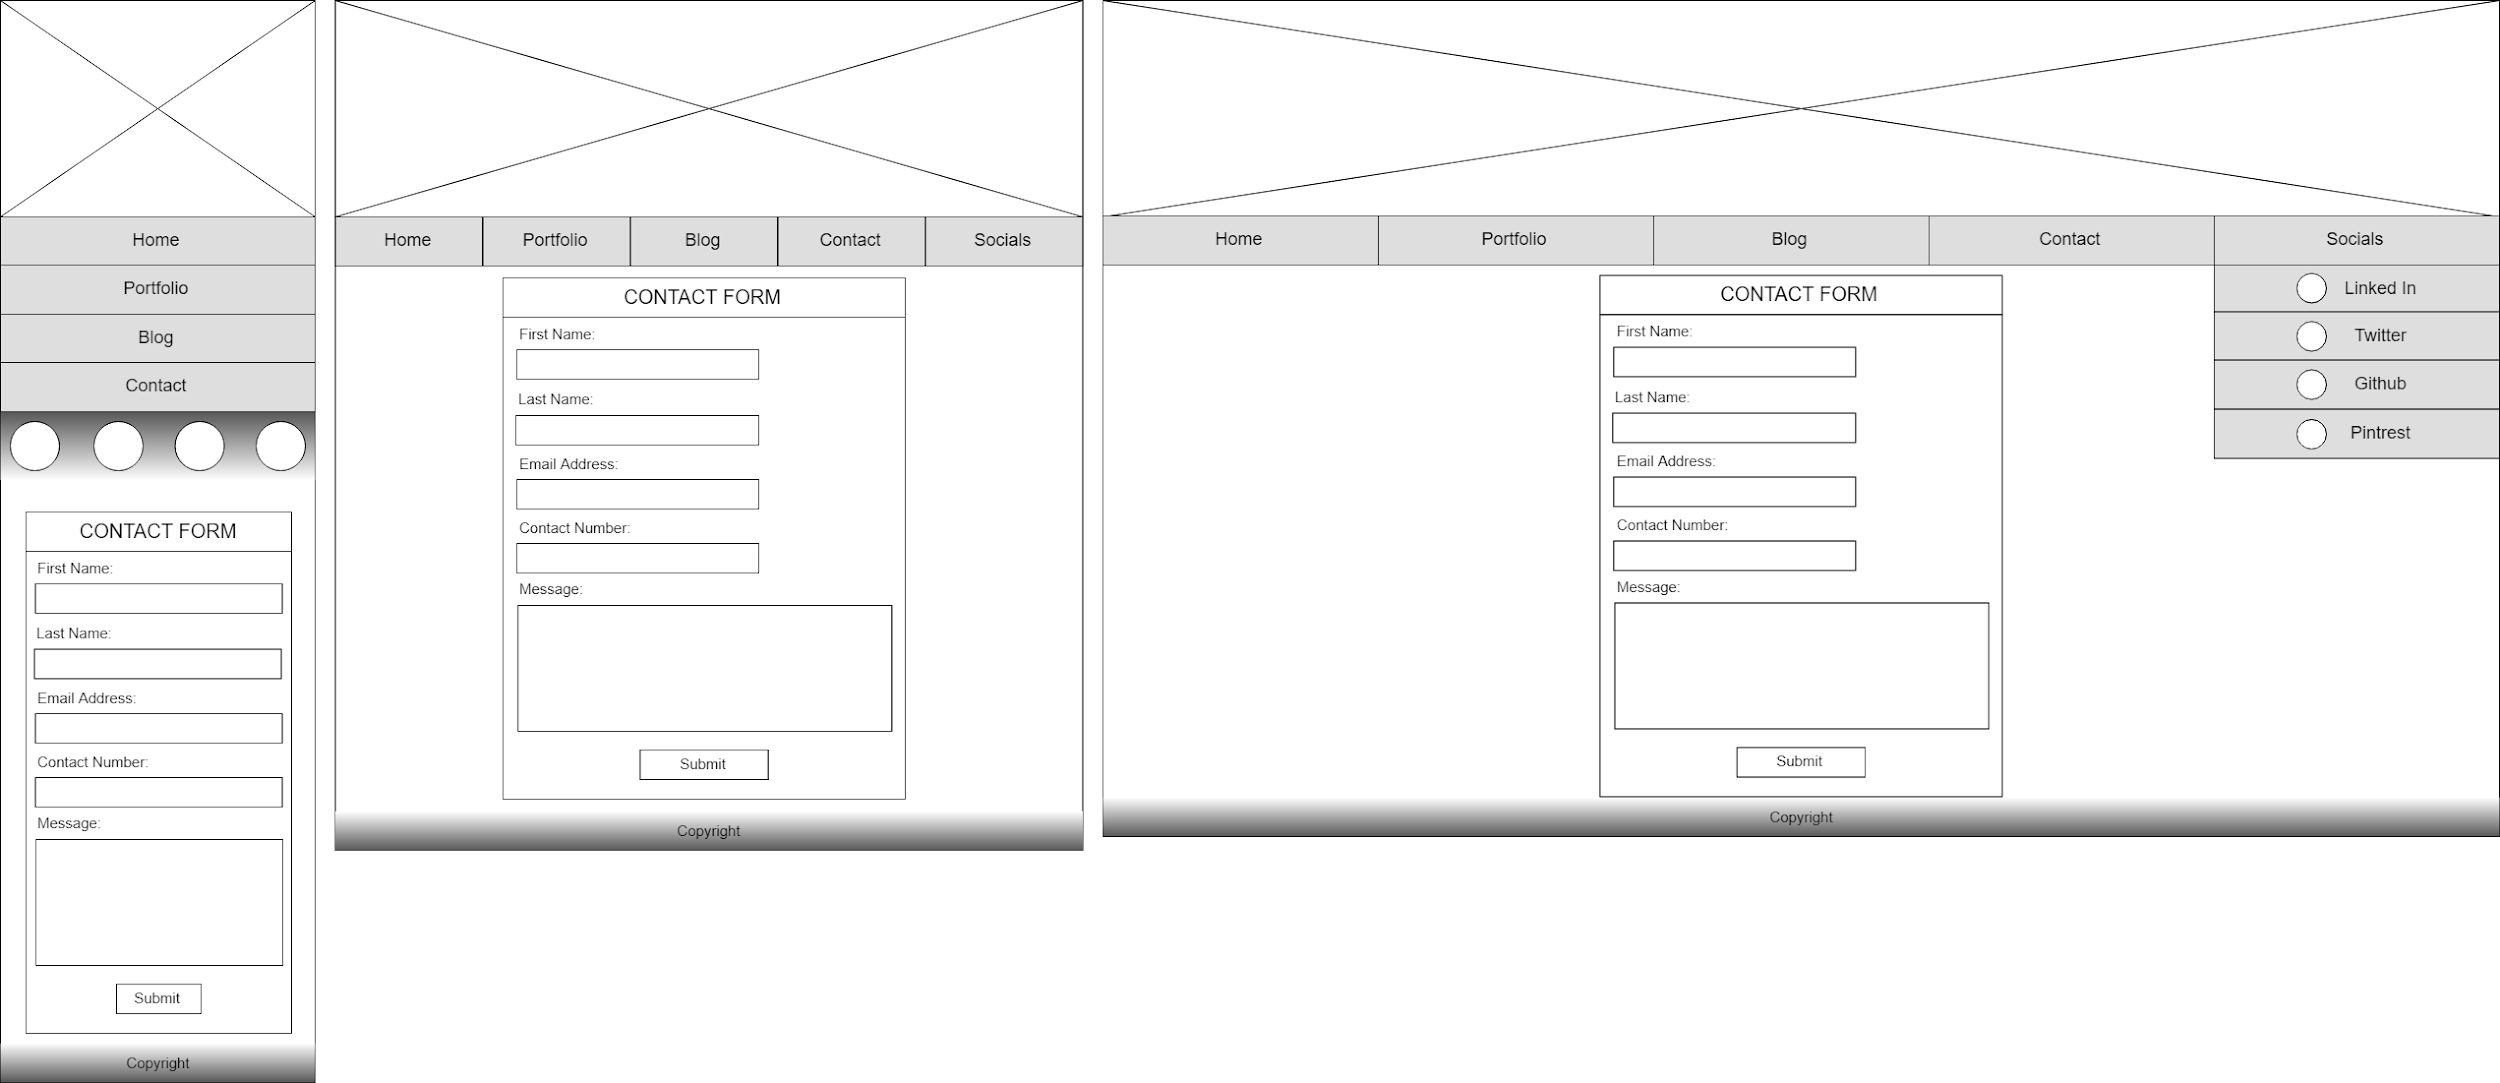 Home
Portfolio
Blog
Contact
CONTACT FORM
First Name:
Last Name:
Email Address:
Contact Number:
Message:
Submit
Copyright
Home
Portfolio
Blog
Contact
Socials
CONTACT FORM
First Name:
Last Name:
Email Address:
Contact Number:
Message:
Submit
Copyright
Home
Portfolio
Blog
Contact
Socials
Linked In
Twitter
Github
Pintrest
CONTACT FORM
First Name:
Last Name:
Email Address:
Contact Number:
Message:
Submit
Copyright